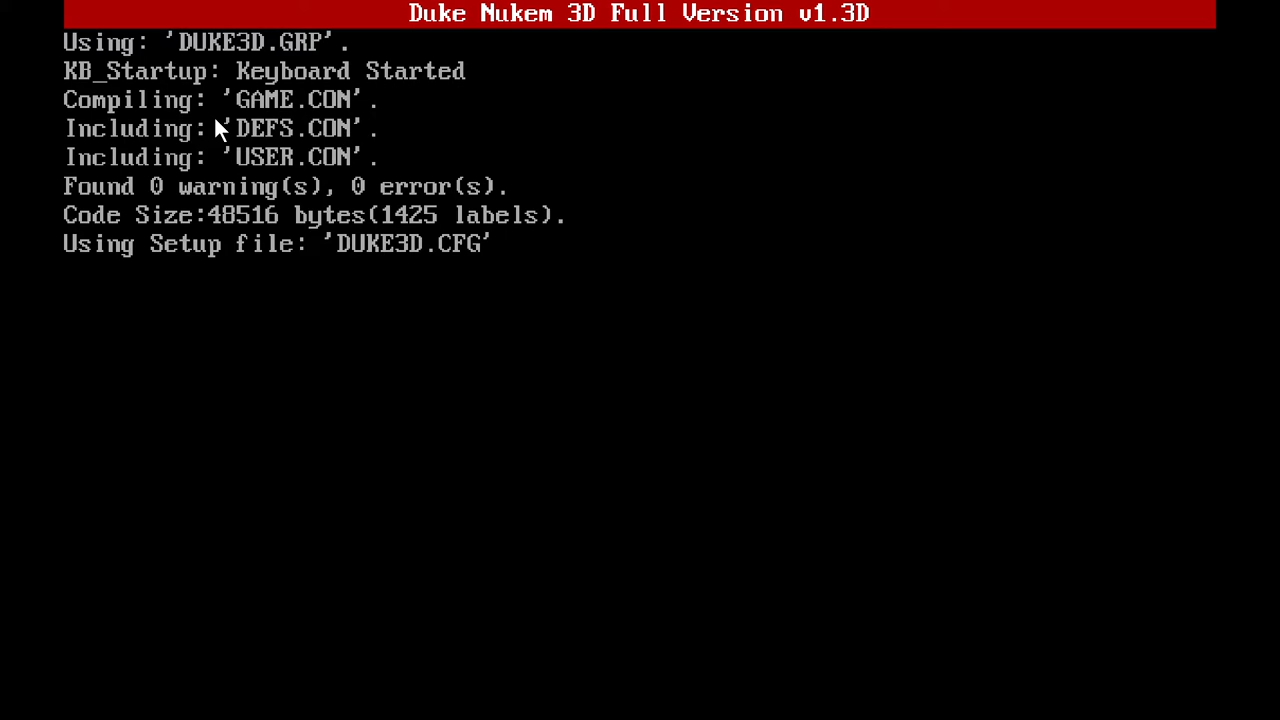 Duke Nukem 3D Full Version v1.3D
Using: 'DUKE3D.GRP'.
KB_Startup: Keyboard Started
Compiling: 'GAME.CON'.
Including: 'DEFS.CON'.
Including: 'USER.CON'.
Found 0 warning(s), 0 error(s).
Code Size:48516 bytes(1425 labels).
Using Setup file: 'DUKE3D.CFG'